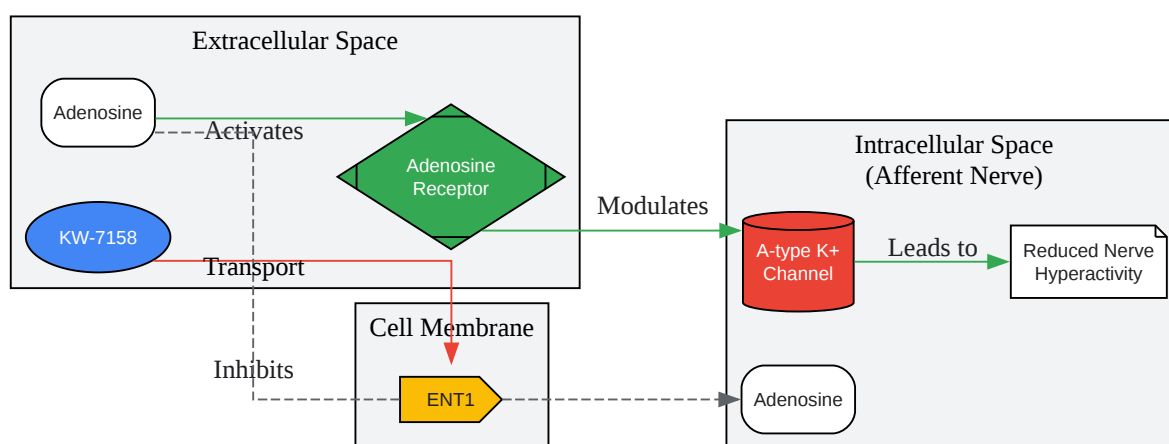 Extracellular Space
Adenosine
Activates
Adenosine
Receptor
KW-7158
Transport
Modulates
Intracellular Space
(Afferent Nerve)
A-type K+
Channel
Leads to
Reduced Nerve
Hyperactivity
Cell Membrane
Inhibits
ENT1
Adenosine